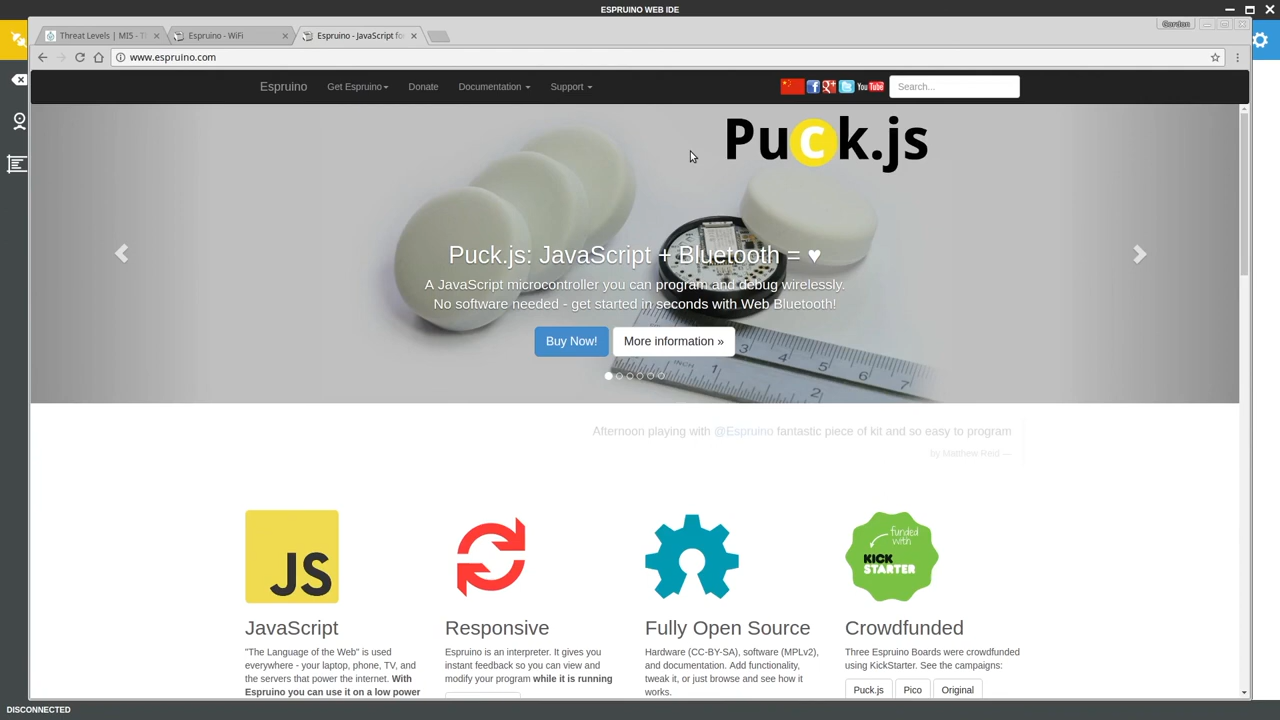 ESPRUINO WEB IDE
Gordon
Threat Levels | MI5 - Th
Espruino - WiFi
Espruino - JavaScript for
www.espruino.com
Espruino Get Espruino Donate Documentation Support Search...
You Tube
Puck.js
Puck.js: JavaScript + Bluetooth = ♥
A JavaScript microcontroller you can program and debug wirelessly.
No software needed - get started in seconds with Web Bluetooth!
Buy Now! More information »
Afternoon playing with @Espruino fantastic piece of kit and so easy to program
by Matthew Reid —
JS
funded with KICK STARTER
JavaScript
"The Language of the Web" is used
everywhere - your laptop, phone, TV, and
the servers that power the internet. With
Espruino you can use it on a low power
Responsive
Espruino is an interpreter. It gives you
instant feedback so you can view and
modify your program while it is running
Fully Open Source
Hardware (CC-BY-SA), software (MPLv2),
and documentation. Add functionality,
tweak it, or just browse and see how it
works.
Crowdfunded
Three Espruino Boards were crowdfunded
using KickStarter. See the campaigns:
Puck.js Pico Original
DISCONNECTED